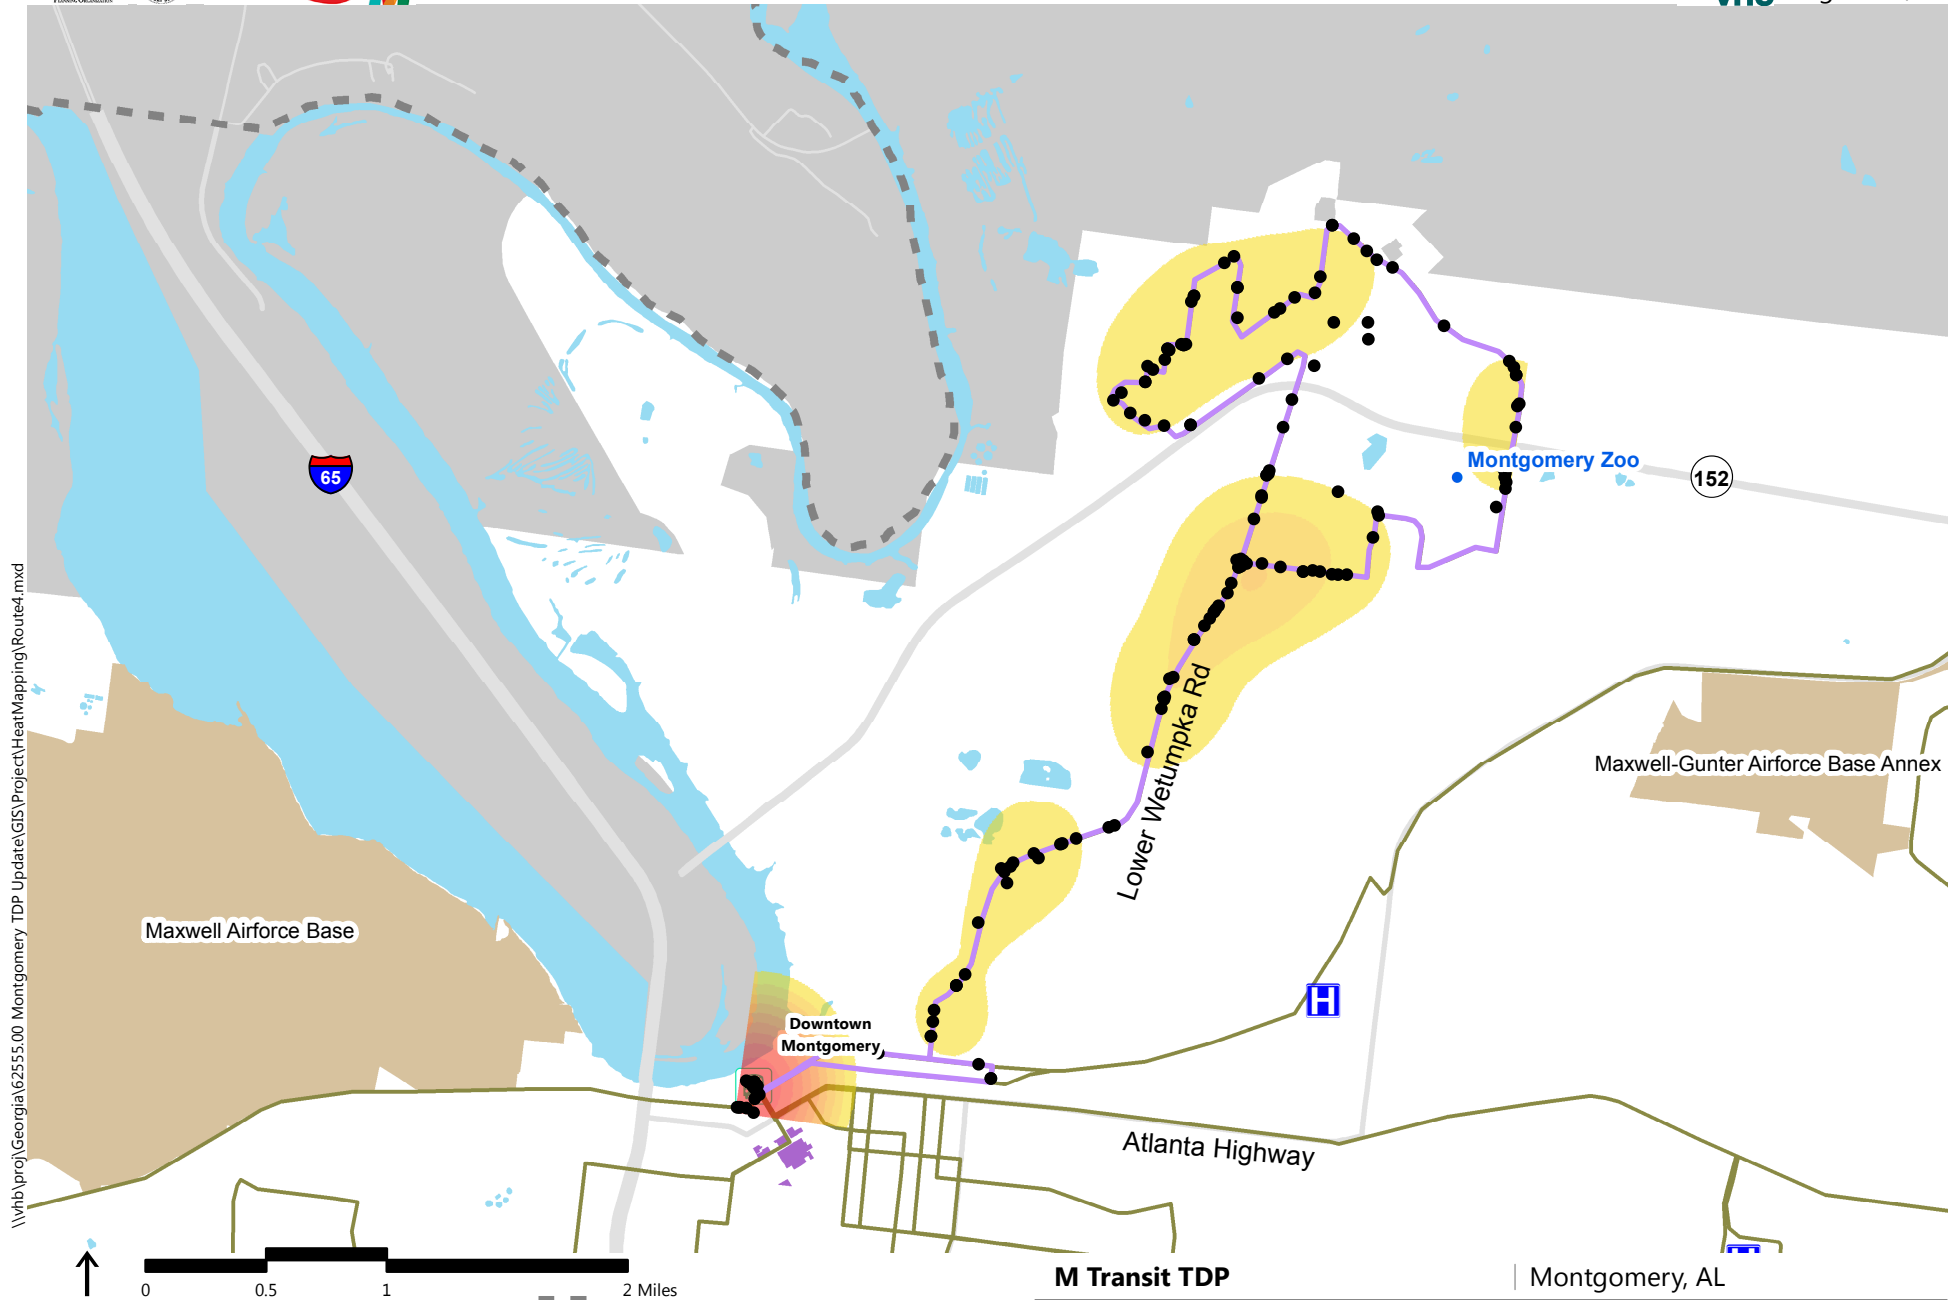 65
Montgomery Zoo
152
Lower Wetumpka Rd
Maxwell-Gunter Airforce Base Annex
Maxwell Airforce Base
H
Downtown
Montgomery
Atlanta Highway
\\vhb\proj\Georgia\62555.00 Montgomery TDP Update\GIS\Project\HeatMapping\Route4.mxd
0 0.5 1 2 Miles
M Transit TDP
Montgomery, AL